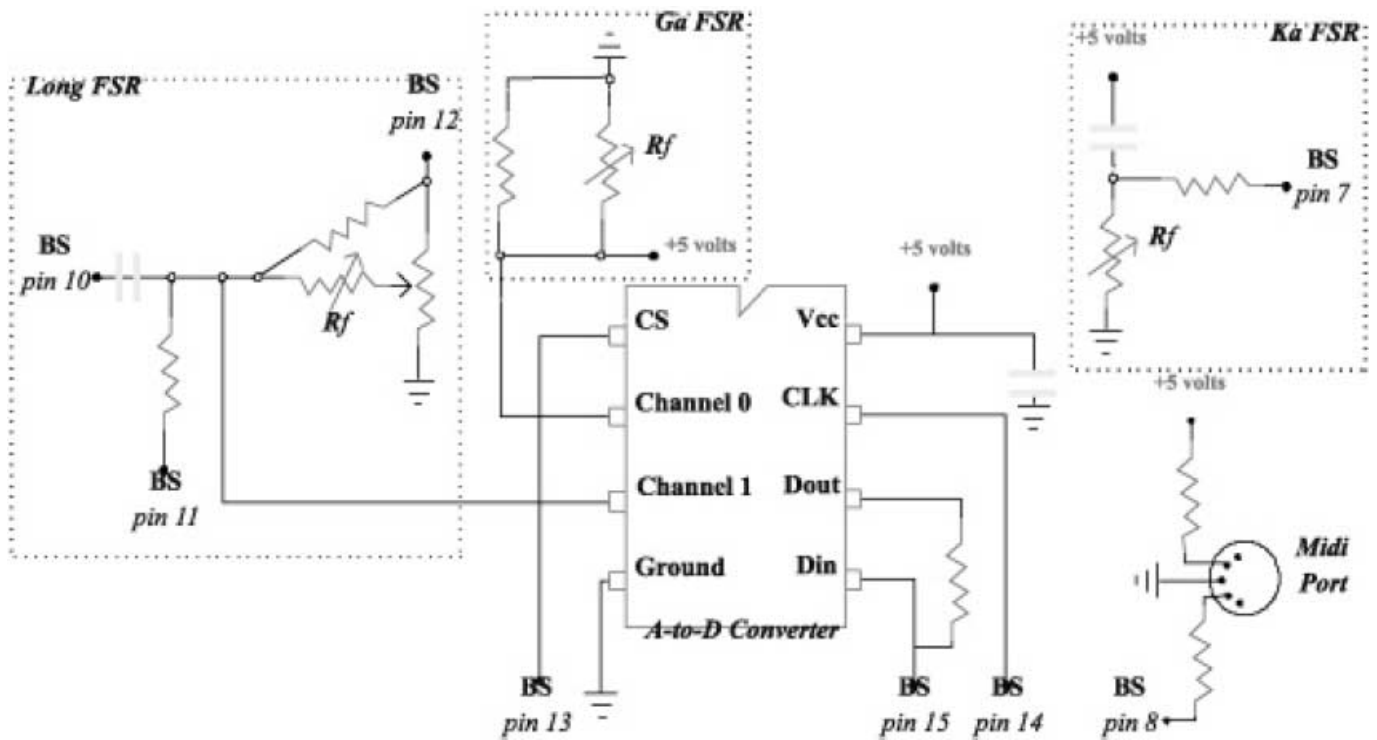 Long FSR
BS
pin 12
BS
pin 10
Rf
BS
pin 11
Ga FSR
Rf
+5 volts
+5 volts
Ka FSR
+5 volts
BS
pin 7
Rf
CS
Vcc
Channel 0
CLK
Channel 1
Dout
Ground
Din
A-to-D Converter
BS
pin 13
BS
pin 15
BS
pin 14
+5 volts
Midi
Port
BS
pin 8